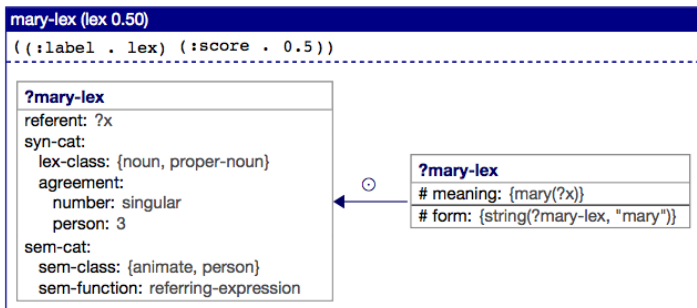 mary-lex (lex 0.50)
((:label . lex) (:score . 0.5))
?mary-lex
referent: ?x
syn-cat:
lex-class: {noun, proper-noun}
agreement:
number: singular
person: 3
sem-cat:
sem-class: {animate, person}
sem-function: referring-expression
?mary-lex
# meaning: {mary(?x)}
# form: {string(?mary-lex, "mary")}